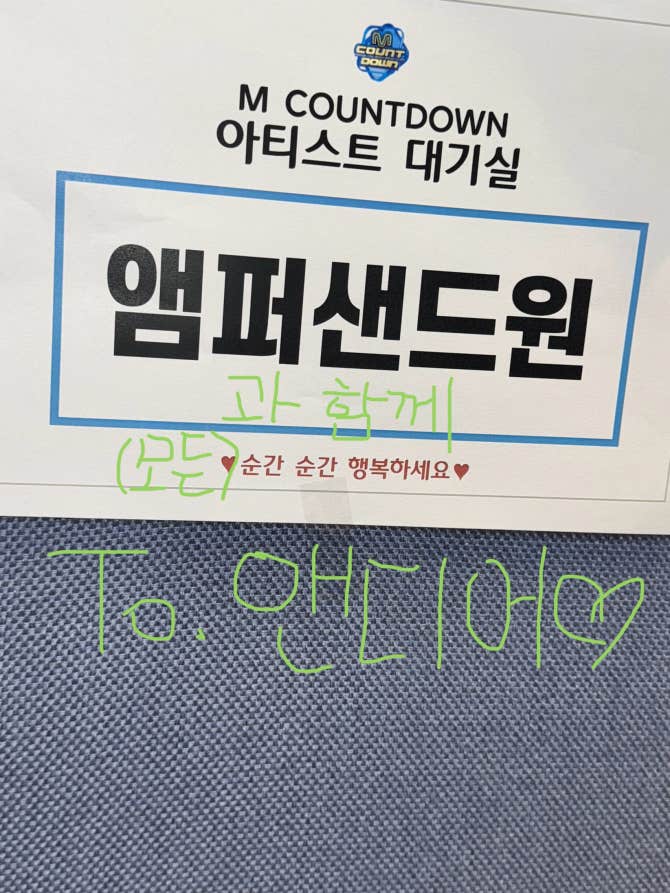 M
COUNT
DOWN
M COUNTDOWN
아티스트 대기실
앰퍼샌드원
과 함께
(모든) ♥순간 순간 행복하세요♥
To. 앤디어♡